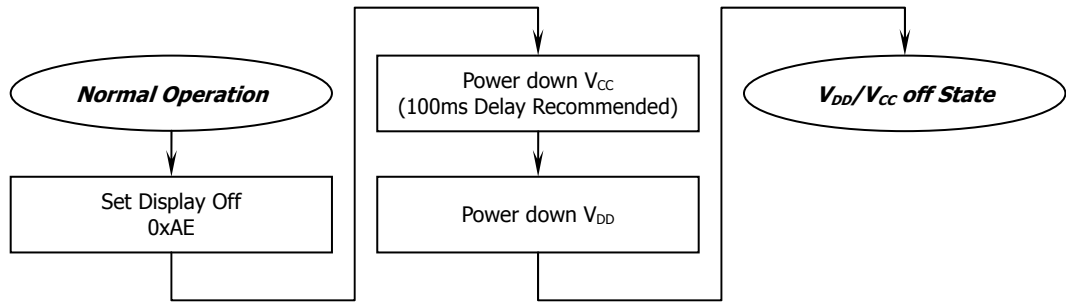 Normal Operation
Set Display Off
0xAE
Power down VCC
(100ms Delay Recommended)
Power down VDD
VDD/VCC off State